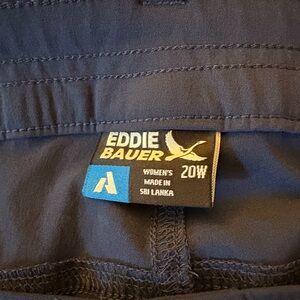 EDDIE
BAUER
WOMEN'S
MADE IN
SRI LANKA
20W